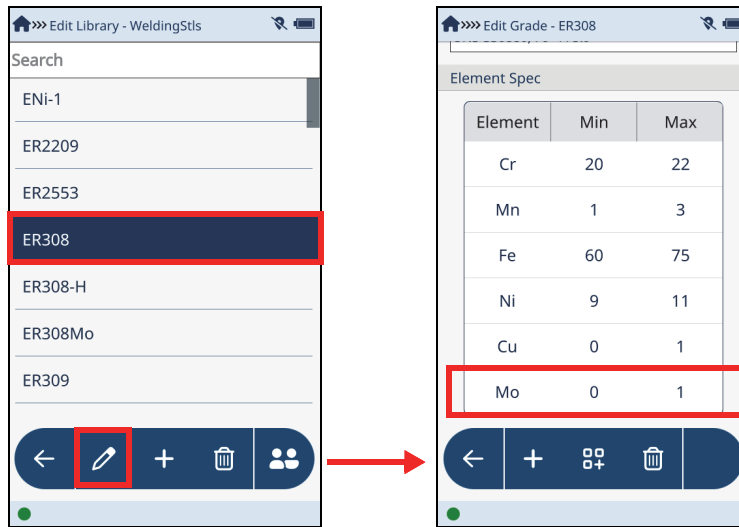 »» Edit Library - WeldingStls
Search
ENi-1
ER2209
ER2553
ER308
ER308-H
ER308Mo
ER309
»»» Edit Grade - ER308
Element Spec
Element Min Max
Cr 20 22
Mn 1 3
Fe 60 75
Ni 9 11
Cu 0 1
Mo 0 1